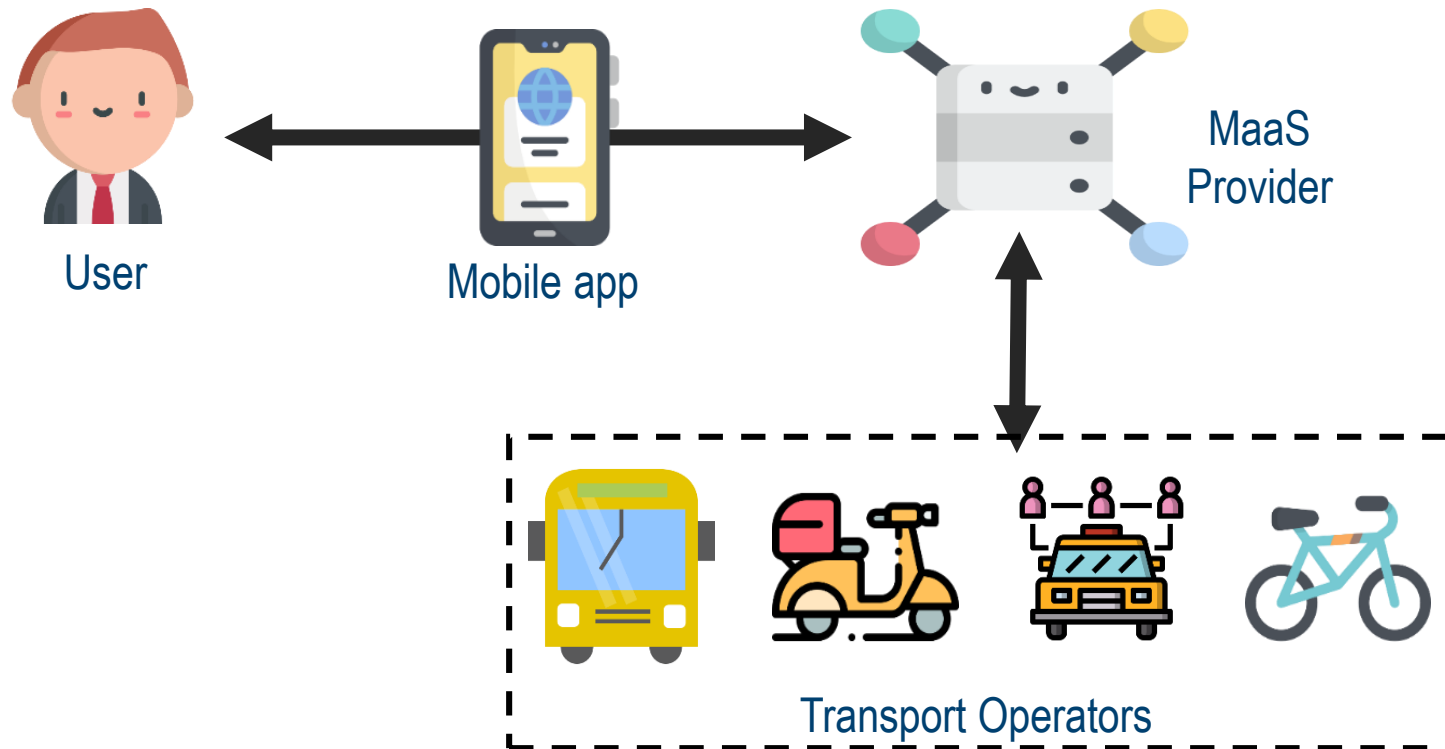 User
Mobile app
MaaS
Provider
Transport Operators